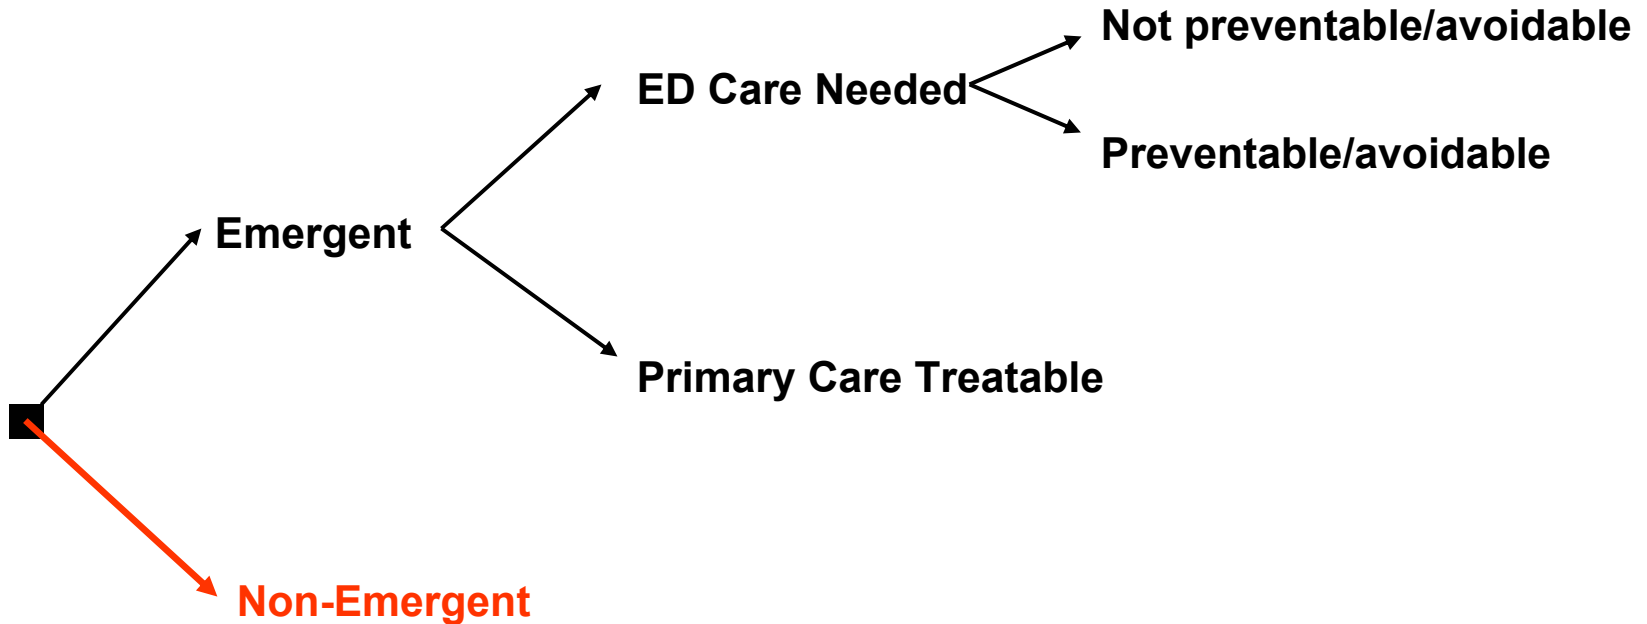 Not preventable/avoidable
ED Care Needed
Preventable/avoidable
Emergent
Primary Care Treatable
Non-Emergent